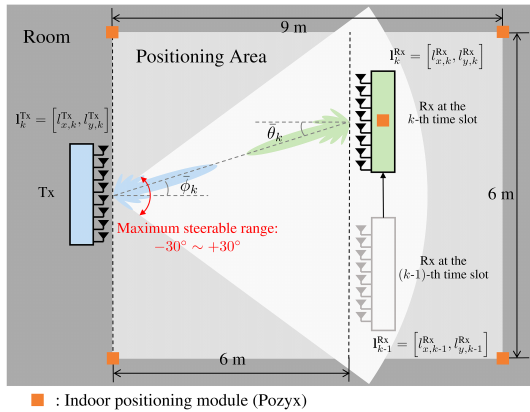 Room
9 m
Positioning Area
l_k^Rx = [l_{x,k}^Rx, l_{y,k}^Rx]
Rx at the
k-th time slot
l_k^Tx = [l_{x,k}^Tx, l_{y,k}^Tx]
θ̄_k
Tx
ϕ̄_k
6 m
Maximum steerable range:
−30° ∼ +30°
Rx at the
(k-1)-th time slot
l_{k-1}^Rx = [l_{x,k-1}^Rx, l_{y,k-1}^Rx]
6 m
: Indoor positioning module (Pozyx)